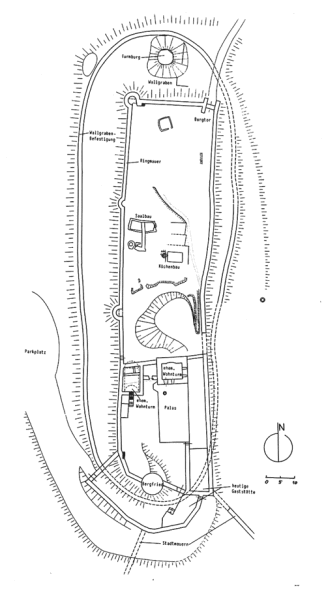 Turmburg
Wallgraben
Burgtor
Wallgraben-
Befestigung
Ringmauer
Saalbau
Küchenbau
Parkplatz
ehem.
Wohnturm
ehem.
Wohnturm
Palas
N
Bergfried
0 5 10
heutige
Gaststätte
Stadtmauern